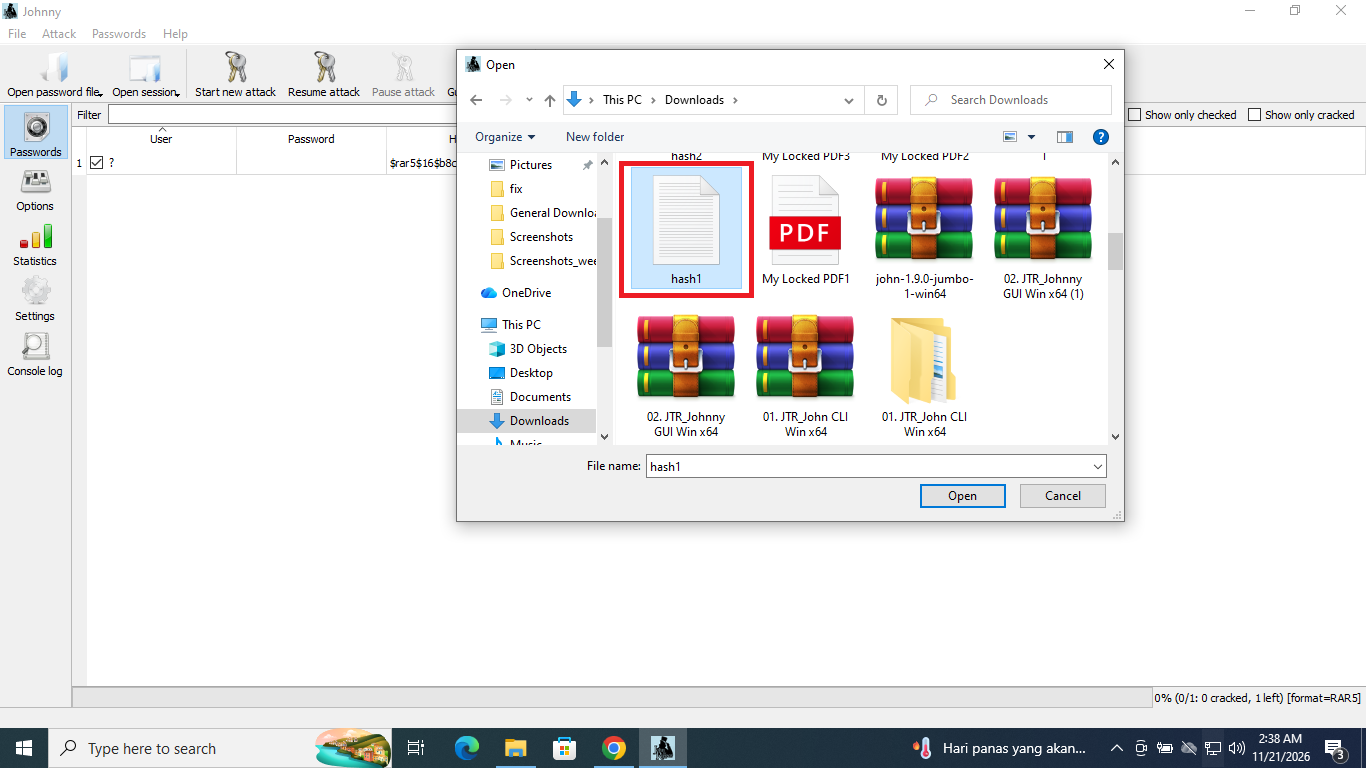 Johnny
File Attack Passwords Help
Open password file Open session Start new attack Resume attack Pause attack
Passwords
Options
Statistics
Settings
Console log
Filter
Show only checked Show only cracked
User Password
1 ? $rar5$16$b8c
Open
This PC Downloads
Search Downloads
Organize New folder
Pictures
fix
General Downlo
Screenshots
Screenshots_wee
OneDrive
This PC
3D Objects
Desktop
Documents
Downloads
Music
hash2 My Locked PDF3 My Locked PDF2 1
PDF
hash1 My Locked PDF1 john-1.9.0-jumbo-
1-win64
02. JTR_Johnny
GUI Win x64 (1)
02. JTR_Johnny
GUI Win x64
01. JTR_John CLI
Win x64
01. JTR_John CLI
Win x64
File name: hash1
Open Cancel
0% (0/1: 0 cracked, 1 left) [format=RAR5]
Type here to search
Hari panas yang akan...
2:38 AM
11/21/2026
3